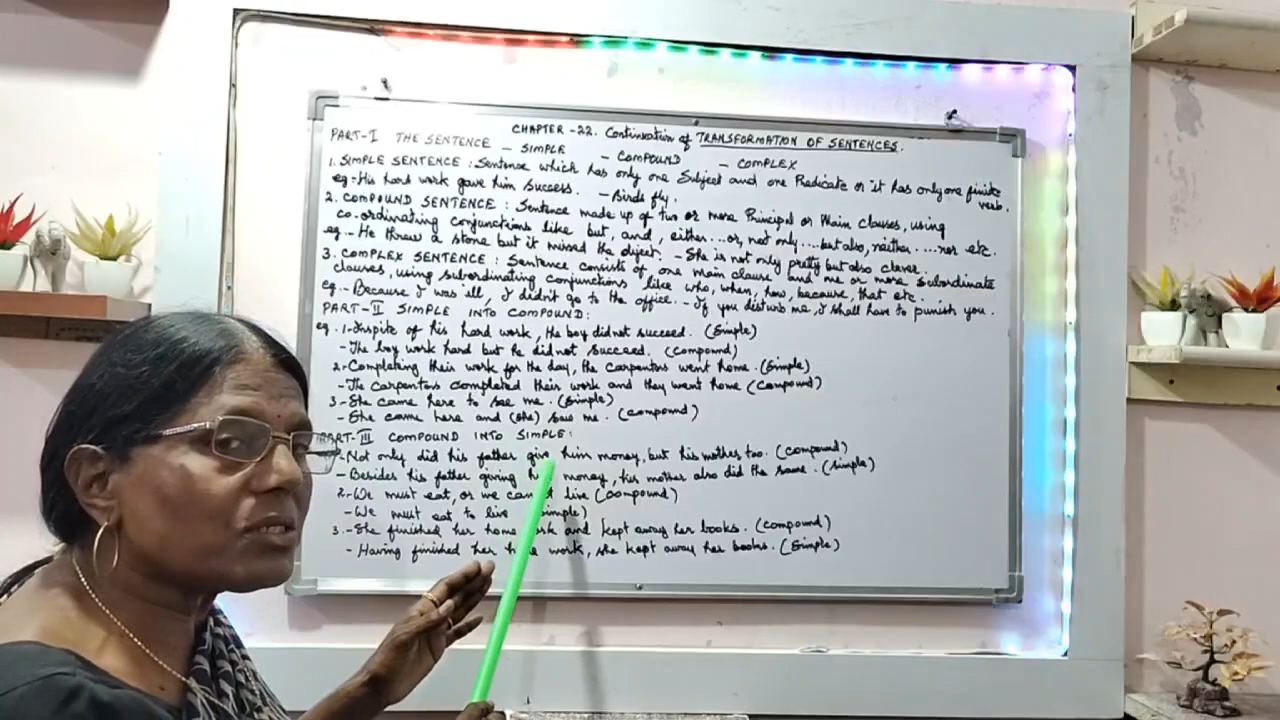 CHAPTER -22. Continuation of TRANSFORMATION OF SENTENCES.
PART-I THE SENTENCE - SIMPLE - COMPOUND - COMPLEX
1. SIMPLE SENTENCE : Sentence which has only one Subject and one Predicate or it has only one finite verb.
eg - His hard work gave him success. - Birds fly.
2. COMPOUND SENTENCE : Sentence made up of two or more Principal or Main clauses, using
co-ordinating conjunctions like but, and, either...or, not only....but also, neither ....nor etc.
eg - He threw a stone but it missed the object. - She is not only pretty but also clever.
3. COMPLEX SENTENCE : Sentence consists of one main clause and one or more subordinate
clauses, using subordinating conjunctions like who, when, how, because, that etc.
eg - Because I was ill, I didn't go to the office. - If you disturb me, I shall have to punish you.
PART-II SIMPLE INTO COMPOUND:
eg. 1. - Inspite of his hard work, the boy did not succeed. (Simple)
- The boy work hard but he did not succeed. (Compound)
2 - Completing their work for the day, the carpenters went home. (Simple)
- The carpenters completed their work and they went home (Compound)
3. - She came here to see me. (Simple)
- She came here and (she) saw me. (Compound)
PART-III COMPOUND INTO SIMPLE:
- Not only did his father give him money, but his mother too. (Compound)
- Besides his father giving money, his mother also did the same. (Simple)
2 - We must eat, or we cannot live (Compound)
- We must eat to live (Simple)
3. - She finished her home work and kept away her books. (Compound)
- Having finished her home work, she kept away her books. (Simple)